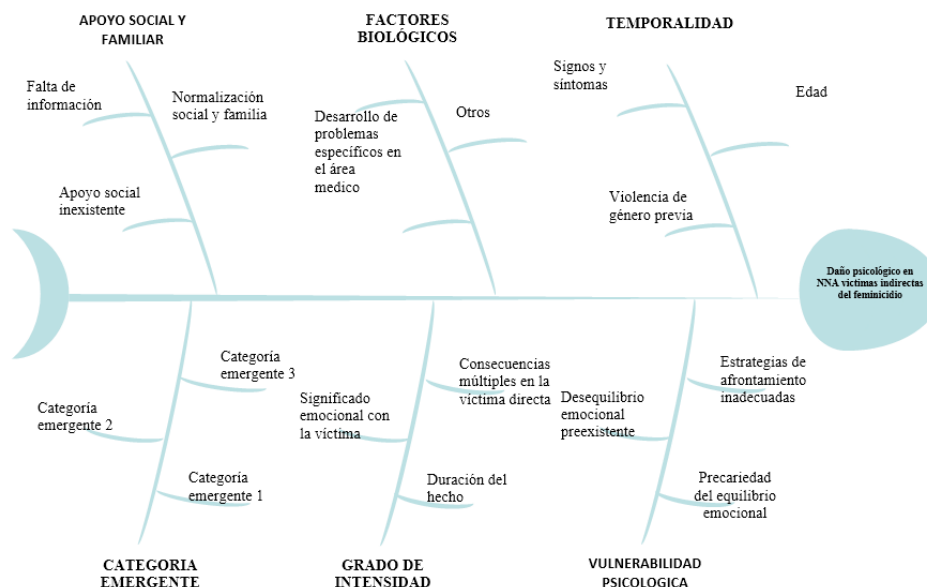 APOYO SOCIAL Y
FAMILIAR
FACTORES
BIOLÓGICOS
TEMPORALIDAD
Falta de
información
Normalización
social y familia
Apoyo social
inexistente
Desarrollo de
problemas
específicos en
el área
medico
Otros
Signos y
síntomas
Edad
Violencia de
género previa
Daño psicológico en
NNA víctimas indirectas
del feminicidio
Categoría
emergente 3
Categoría
emergente 2
Categoría
emergente 1
Significado
emocional con
la víctima
Consecuencias
múltiples en la
víctima directa
Duración del
hecho
Desequilibrio
emocional
preexistente
Estrategias de
afrontamiento
inadecuadas
Precariedad
del equilibrio
emocional
CATEGORIA
EMERGENTE
GRADO DE
INTENSIDAD
VULNERABILIDAD
PSICOLOGICA